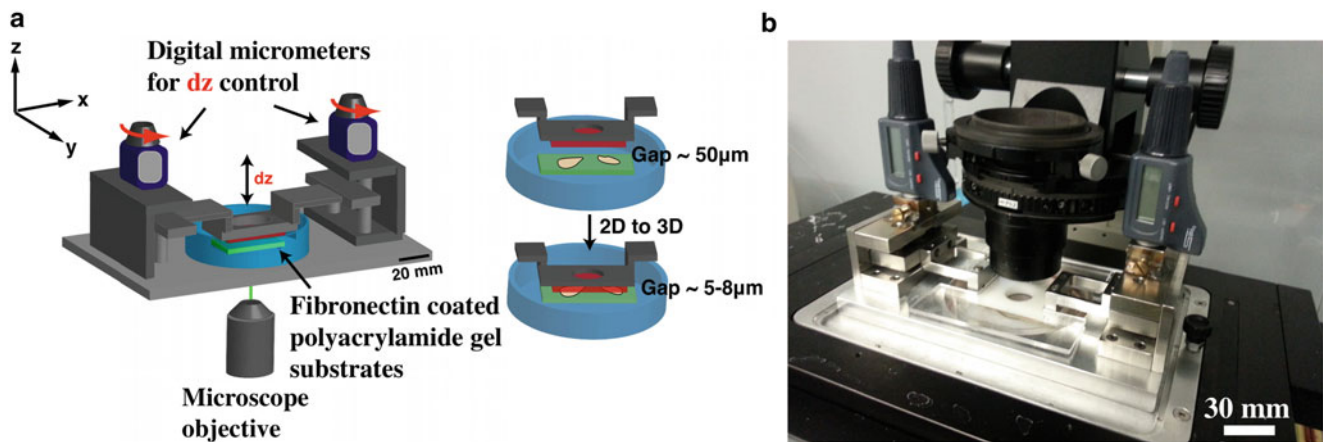 a
z
x
y
Digital micrometers
for dz control
dz
20 mm
Fibronectin coated
polyacrylamide gel
substrates
Microscope
objective
Gap ~ 50µm
2D to 3D
Gap ~ 5-8µm
b
30 mm